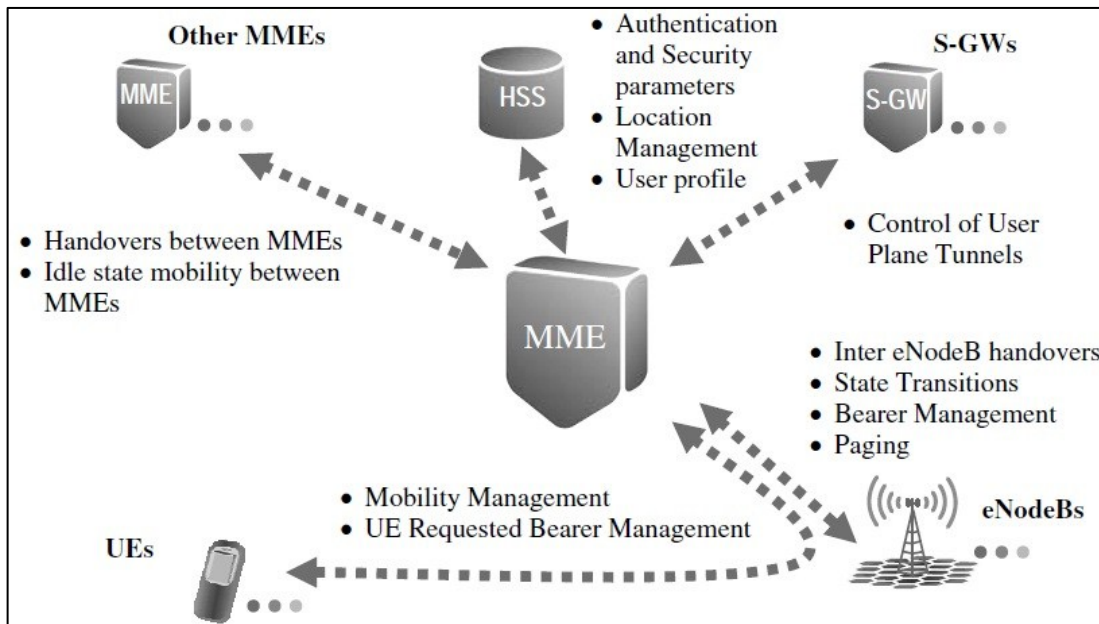 Other MMEs
MME
HSS
• Authentication
and Security
parameters
• Location
Management
• User profile
S-GWs
S-GW
• Handovers between MMEs
• Idle state mobility between
MMEs
• Control of User
Plane Tunnels
MME
• Inter eNodeB handovers
• State Transitions
• Bearer Management
• Paging
• Mobility Management
• UE Requested Bearer Management
eNodeBs
UEs